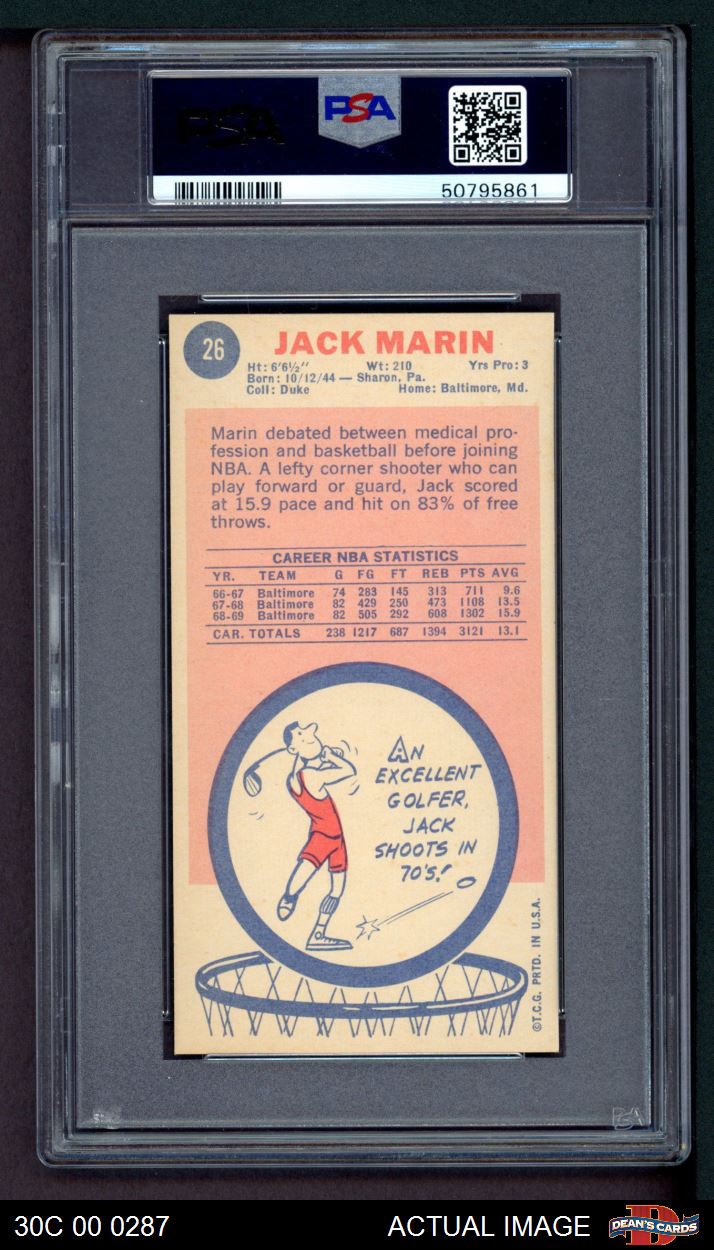 PSA
PSA
50795861
26
JACK MARIN
Ht: 6'6½" Wt: 210 Yrs Pro: 3
Born: 10/12/44 — Sharon, Pa.
Coll: Duke Home: Baltimore, Md.
Marin debated between medical pro-
fession and basketball before joining
NBA. A lefty corner shooter who can
play forward or guard, Jack scored
at 15.9 pace and hit on 83% of free
throws.
CAREER NBA STATISTICS
YR. TEAM G FG FT REB PTS AVG
66-67 Baltimore 74 283 145 313 711 9.6
67-68 Baltimore 82 429 250 473 1108 13.5
68-69 Baltimore 82 505 292 608 1302 15.9
CAR. TOTALS 238 1217 687 1394 3121 13.1
AN
EXCELLENT
GOLFER,
JACK
SHOOTS IN
70'S!
©T.C.G. PRTD. IN U.S.A.
PSA
30C 00 0287
ACTUAL IMAGE
DEAN'S CARDS